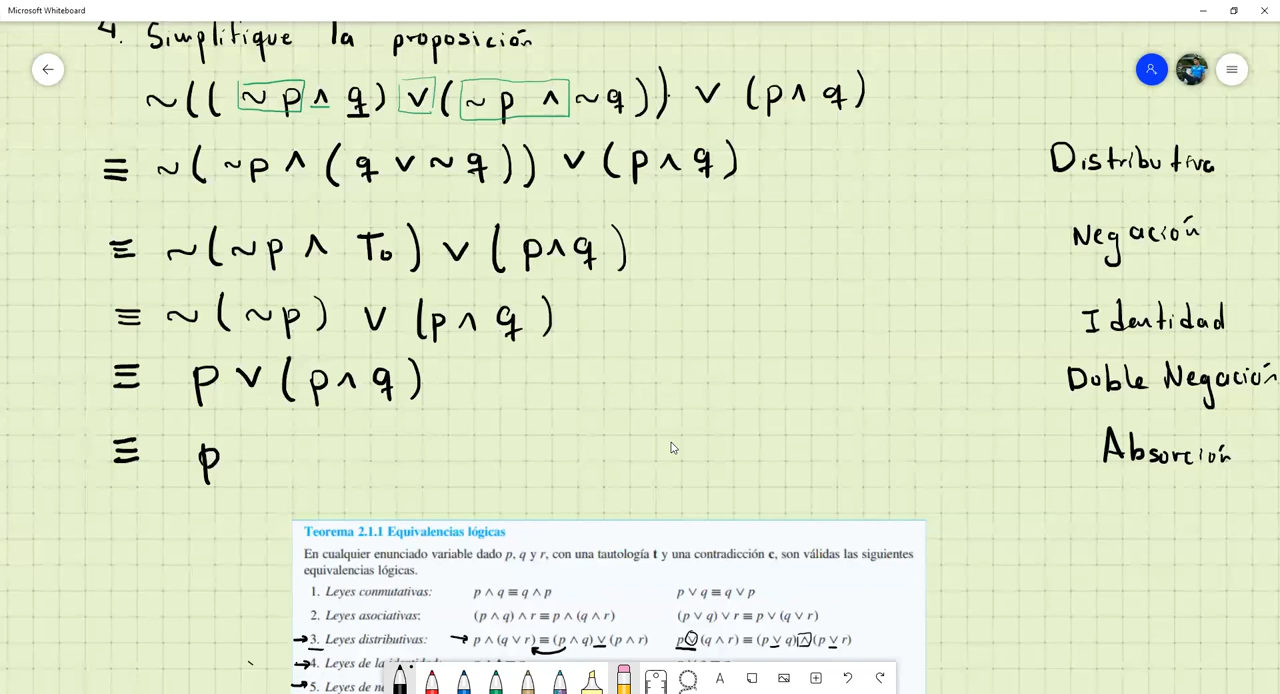 Microsoft Whiteboard
4. Simplifique la proposición
~((~p ∧ q) ∨ (~p ∧ ~q)) ∨ (p ∧ q)
≡ ~(~p ∧ (q ∨ ~q)) ∨ (p ∧ q) Distributiva
≡ ~(~p ∧ T₀) ∨ (p ∧ q) Negación
≡ ~(~p) ∨ (p ∧ q) Identidad
≡ p ∨ (p ∧ q) Doble Negación
≡ p Absorción
Teorema 2.1.1 Equivalencias lógicas
En cualquier enunciado variable dado p, q y r, con una tautología t y una contradicción c, son válidas las siguientes
equivalencias lógicas.
1. Leyes conmutativas: p ∧ q ≡ q ∧ p p ∨ q ≡ q ∨ p
2. Leyes asociativas: (p ∧ q) ∧ r ≡ p ∧ (q ∧ r) (p ∨ q) ∨ r ≡ p ∨ (q ∨ r)
3. Leyes distributivas: p ∧ (q ∨ r) ≡ (p ∧ q) ∨ (p ∧ r) p ∨ (q ∧ r) ≡ (p ∨ q) ∧ (p ∨ r)
4. Leyes de la
5. Leyes de